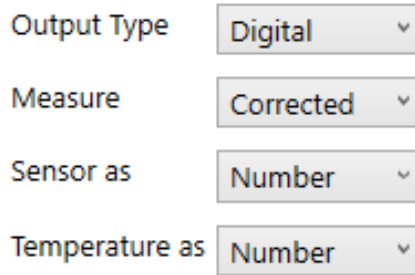 Output Type Digital
Measure Corrected
Sensor as Number
Temperature as Number